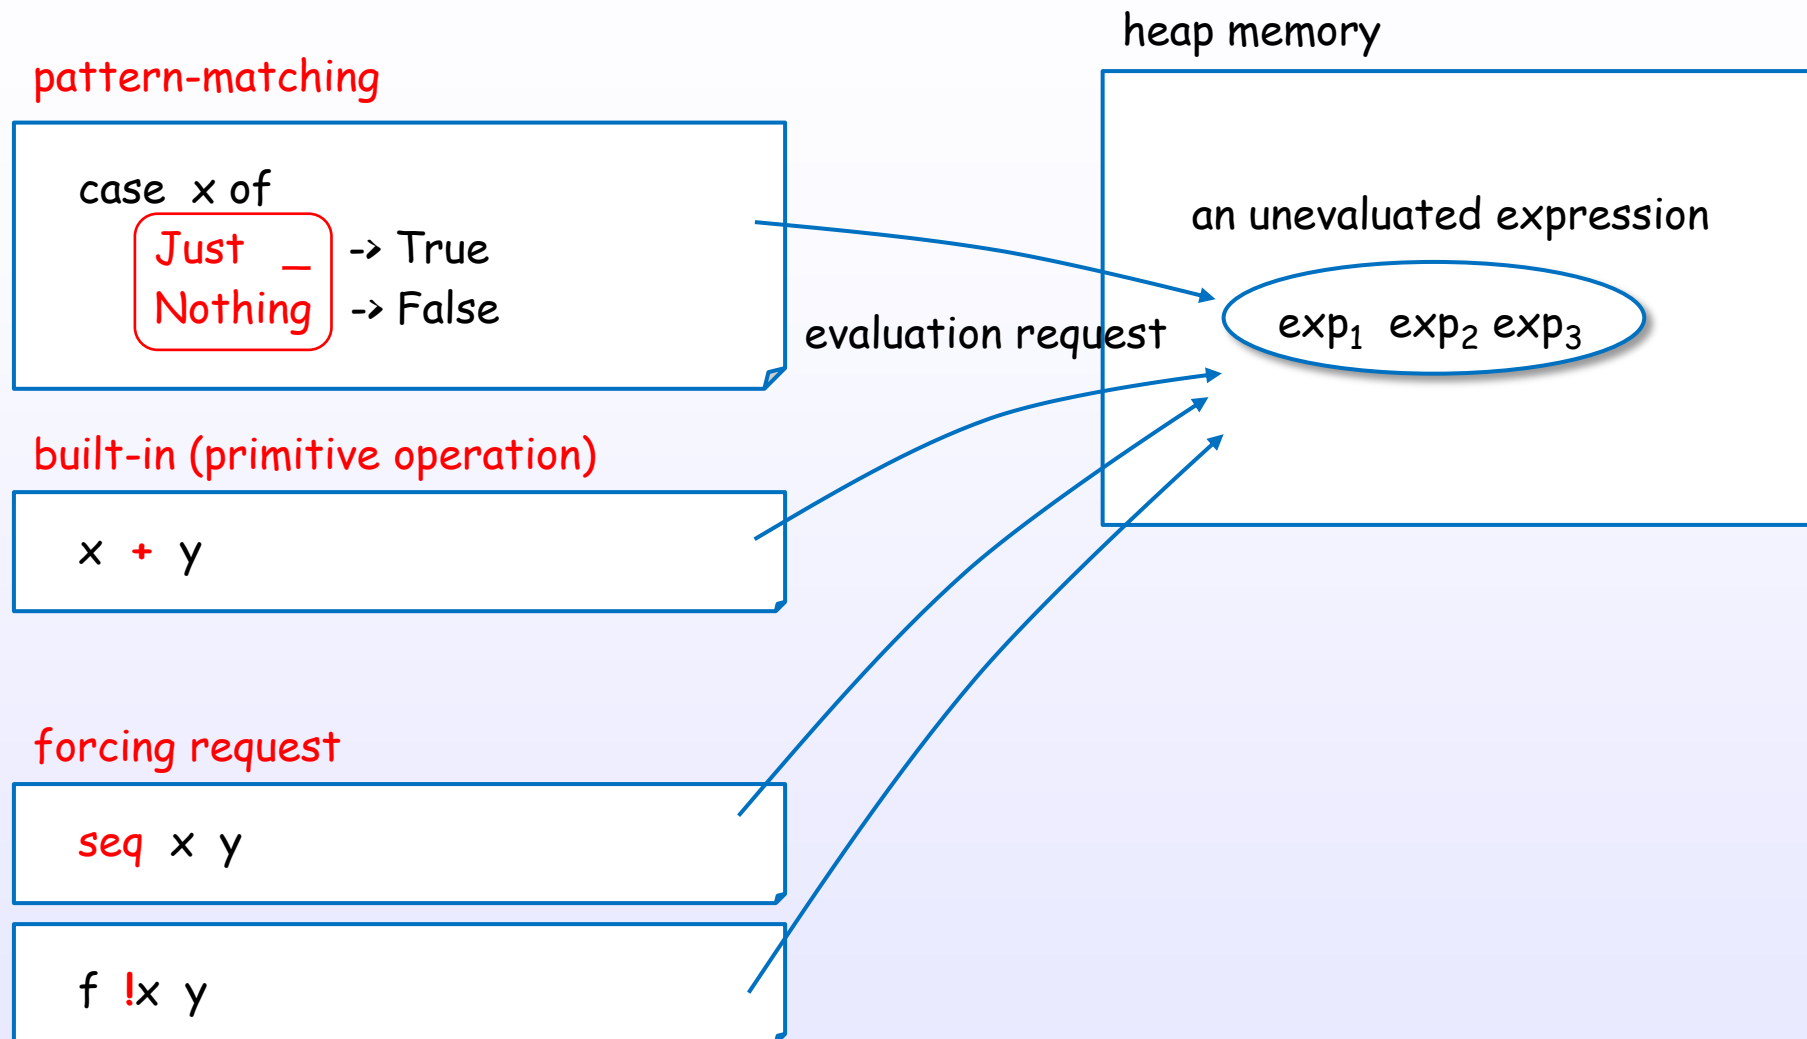 heap memory
pattern-matching
case x of
Just _ -> True
Nothing -> False
an unevaluated expression
exp₁ exp₂ exp₃
evaluation request
built-in (primitive operation)
x + y
forcing request
seq x y
f !x y